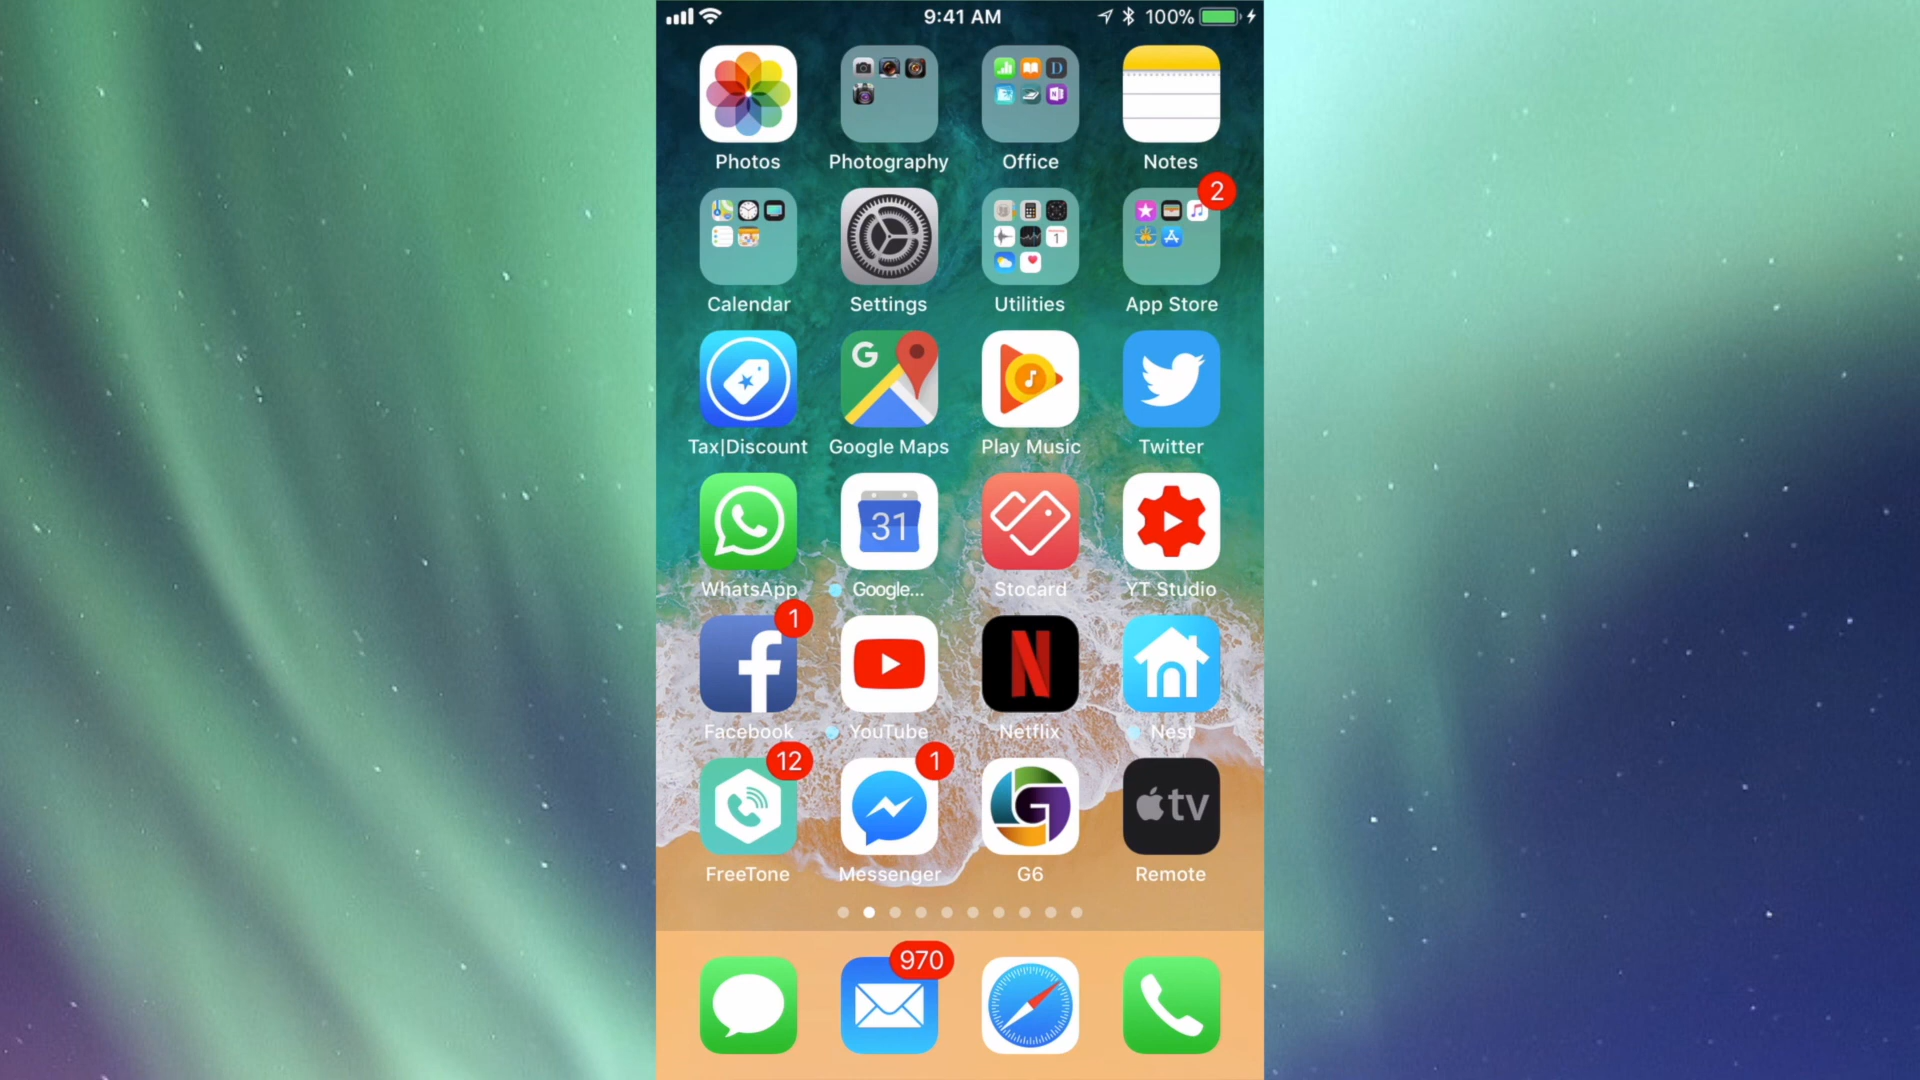 9:41 AM 100%
Photos Photography Office Notes
2
Calendar Settings Utilities App Store
G
Tax|Discount Google Maps Play Music Twitter
31
WhatsApp Google... Stocard YT Studio
1
Facebook YouTube Netflix Nest
12 1
tv
FreeTone Messenger G6 Remote
970